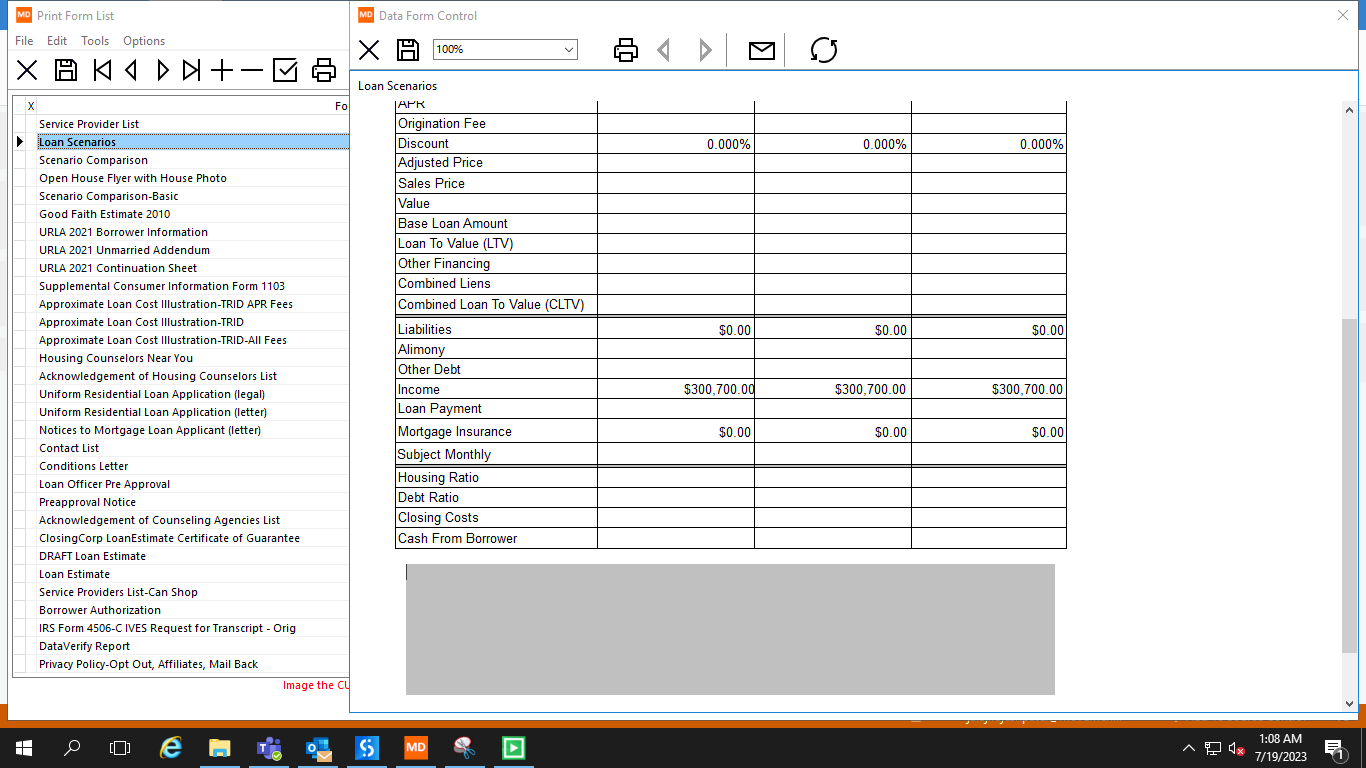 MD Print Form List
File Edit Tools Options
X Fo
Service Provider List
Loan Scenarios
Scenario Comparison
Open House Flyer with House Photo
Scenario Comparison-Basic
Good Faith Estimate 2010
URLA 2021 Borrower Information
URLA 2021 Unmarried Addendum
URLA 2021 Continuation Sheet
Supplemental Consumer Information Form 1103
Approximate Loan Cost Illustration-TRID APR Fees
Approximate Loan Cost Illustration-TRID
Approximate Loan Cost Illustration-TRID-All Fees
Housing Counselors Near You
Acknowledgement of Housing Counselors List
Uniform Residential Loan Application (legal)
Uniform Residential Loan Application (letter)
Notices to Mortgage Loan Applicant (letter)
Contact List
Conditions Letter
Loan Officer Pre Approval
Preapproval Notice
Acknowledgement of Counseling Agencies List
ClosingCorp LoanEstimate Certificate of Guarantee
DRAFT Loan Estimate
Loan Estimate
Service Providers List-Can Shop
Borrower Authorization
IRS Form 4506-C IVES Request for Transcript - Orig
DataVerify Report
Privacy Policy-Opt Out, Affiliates, Mail Back
Image the CU
MD Data Form Control
100%
Loan Scenarios
APR
Origination Fee
Discount 0.000% 0.000% 0.000%
Adjusted Price
Sales Price
Value
Base Loan Amount
Loan To Value (LTV)
Other Financing
Combined Liens
Combined Loan To Value (CLTV)
Liabilities $0.00 $0.00 $0.00
Alimony
Other Debt
Income $300,700.00 $300,700.00 $300,700.00
Loan Payment
Mortgage Insurance $0.00 $0.00 $0.00
Subject Monthly
Housing Ratio
Debt Ratio
Closing Costs
Cash From Borrower
MD
1:08 AM
7/19/2023
1